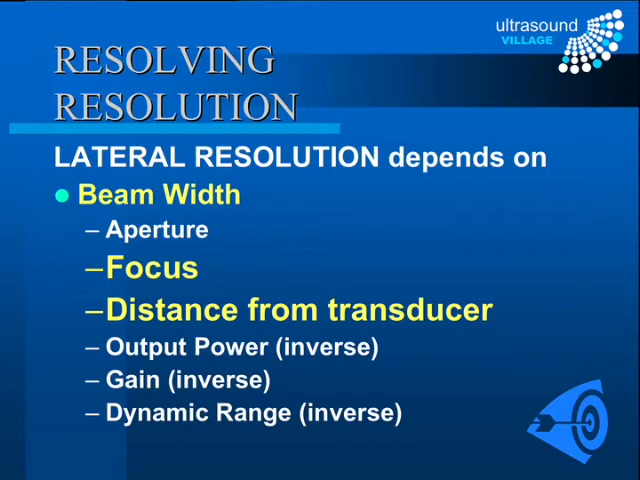 ultrasound
VILLAGE
RESOLVING
RESOLUTION
LATERAL RESOLUTION depends on
Beam Width
– Aperture
–Focus
–Distance from transducer
– Output Power (inverse)
– Gain (inverse)
– Dynamic Range (inverse)